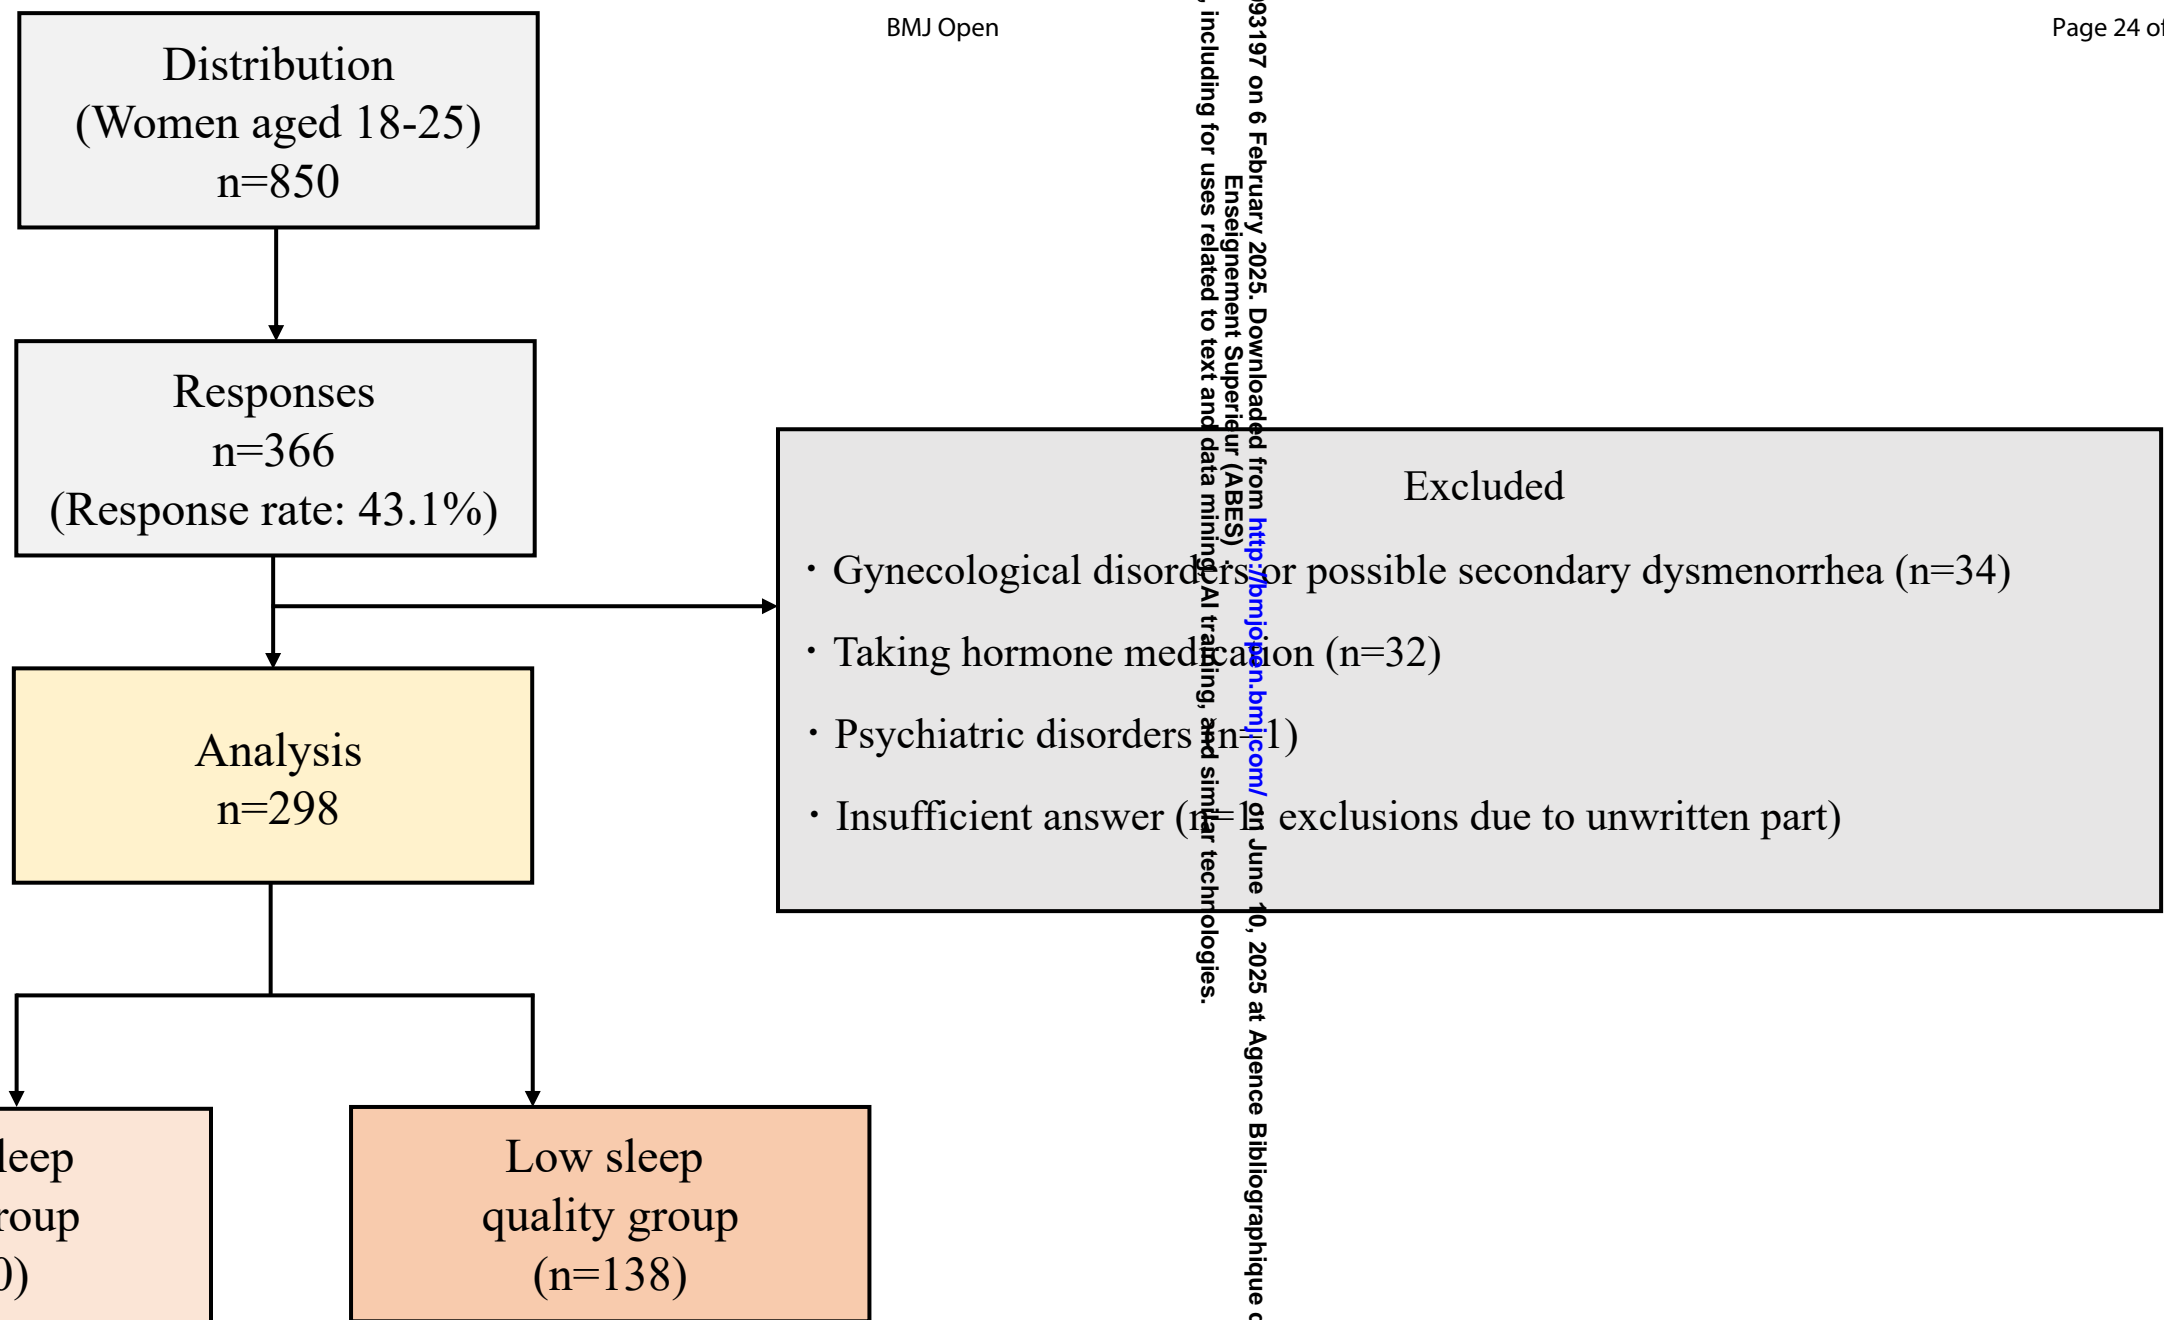 BMJ Open
Page 24 of
Distribution
(Women aged 18-25)
n=850
Responses
n=366
(Response rate: 43.1%)
Excluded
・Gynecological disorders or possible secondary dysmenorrhea (n=34)
・Taking hormone medication (n=32)
・Psychiatric disorders (n=1)
・Insufficient answer (n=1: exclusions due to unwritten part)
Analysis
n=298
leep
roup
0)
Low sleep
quality group
(n=138)
093197 on 6 February 2025. Downloaded from http://bmjopen.bmj.com/ on June 10, 2025 at Agence Bibliographique d
Enseignement Superieur (ABES) .
, including for uses related to text and data mining, AI training, and similar technologies.